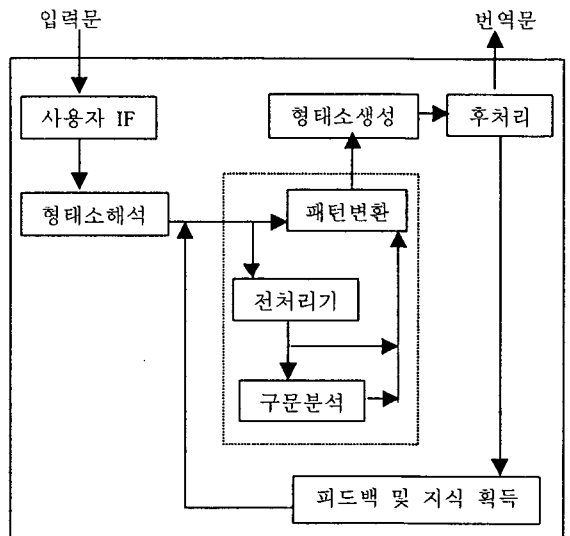 입력문
번역문
사용자 IF
형태소생성
후처리
형태소해석
패턴변환
전처리기
구문분석
피드백 및 지식 획득